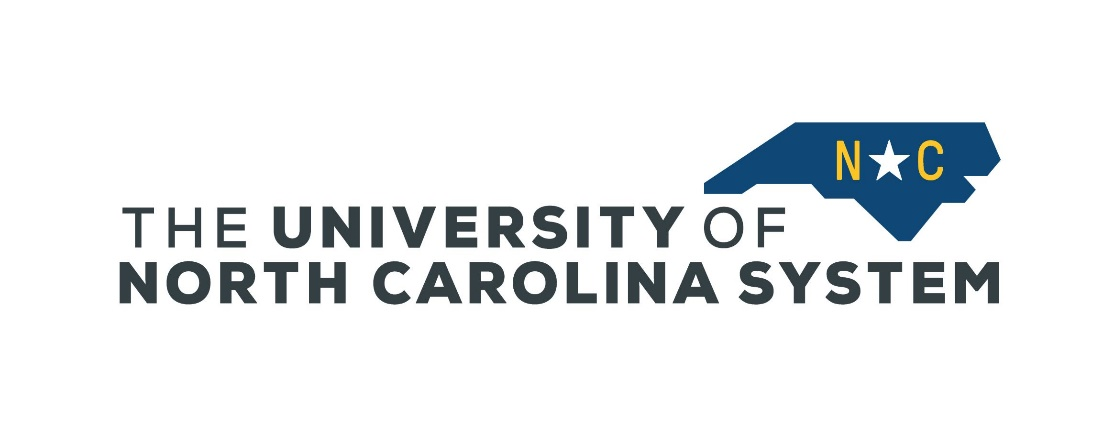 N★C
THE UNIVERSITY OF
NORTH CAROLINA SYSTEM